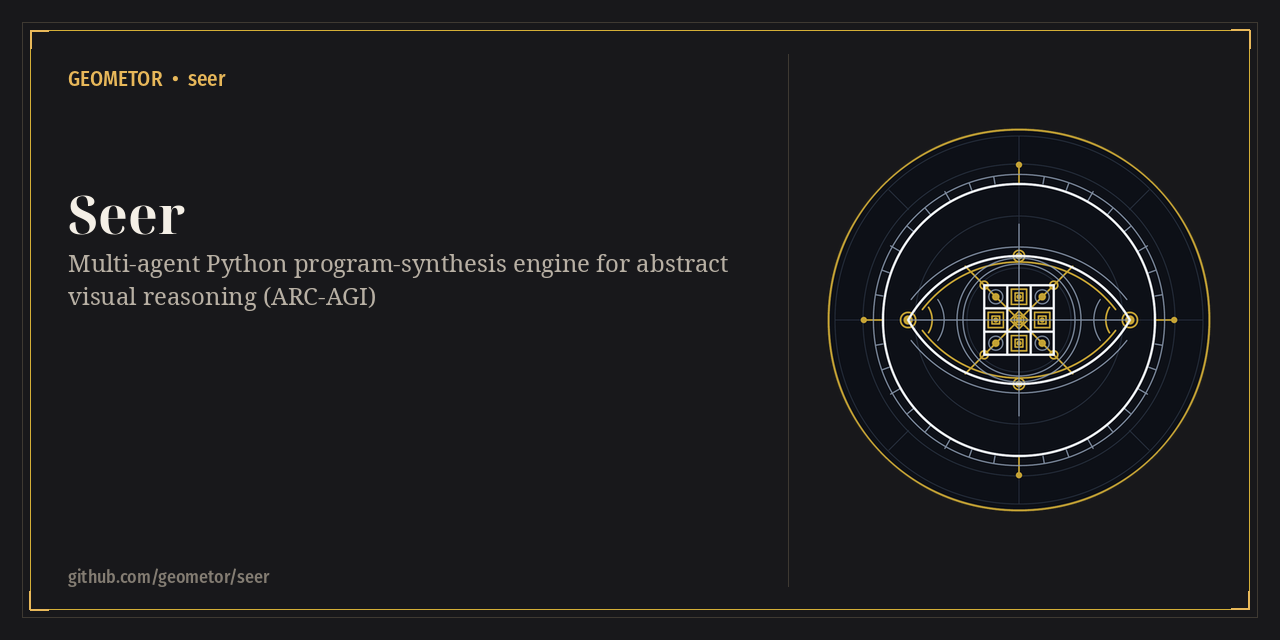 GEOMETOR • seer
Seer
Multi-agent Python program-synthesis engine for abstract
visual reasoning (ARC-AGI)
github.com/geometor/seer